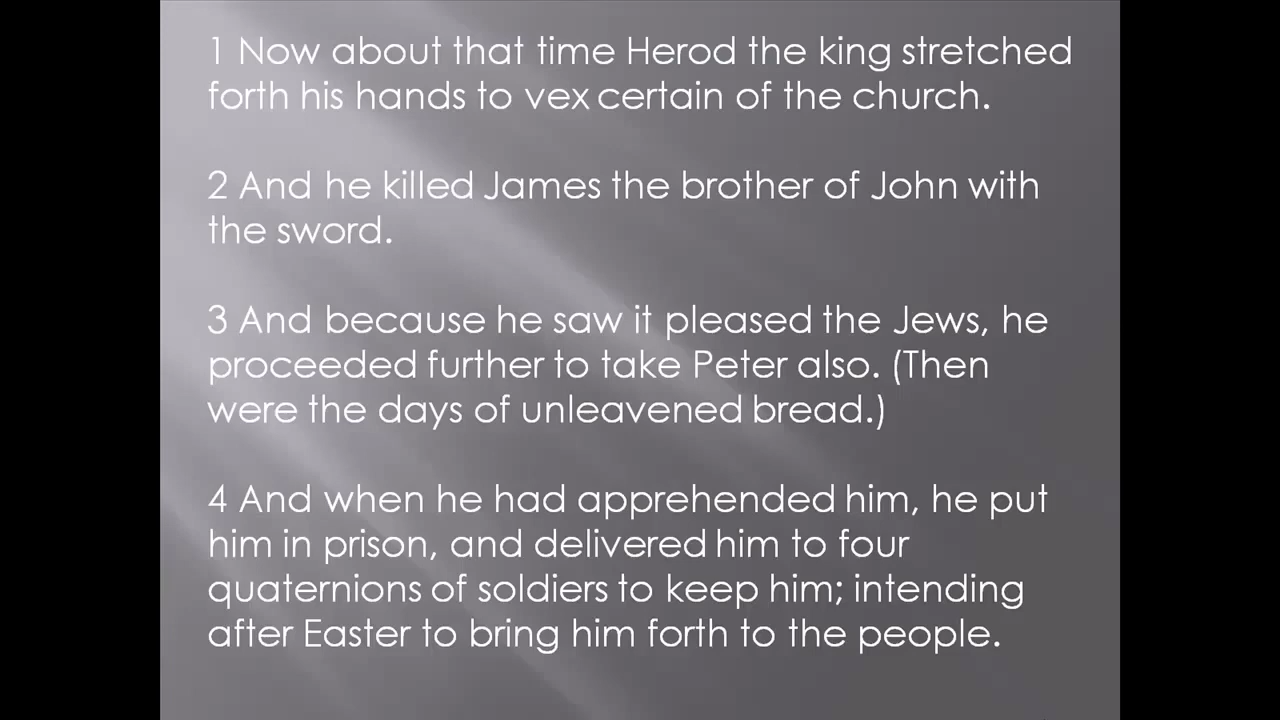 1 Now about that time Herod the king stretched
forth his hands to vex certain of the church.
2 And he killed James the brother of John with
the sword.
3 And because he saw it pleased the Jews, he
proceeded further to take Peter also. (Then
were the days of unleavened bread.)
4 And when he had apprehended him, he put
him in prison, and delivered him to four
quaternions of soldiers to keep him; intending
after Easter to bring him forth to the people.